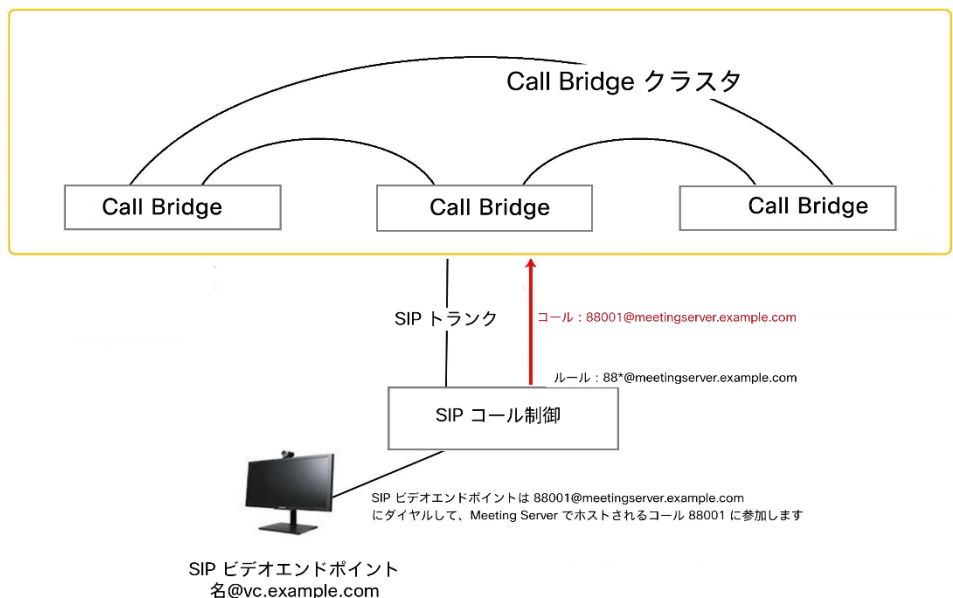 Call Bridge クラスタ
Call Bridge
Call Bridge
Call Bridge
SIP トランク
コール：88001@meetingserver.example.com
ルール：88*@meetingserver.example.com
SIP コール制御
SIP ビデオエンドポイントは 88001@meetingserver.example.com
にダイヤルして、Meeting Server でホストされるコール 88001 に参加します
SIP ビデオエンドポイント
名@vc.example.com